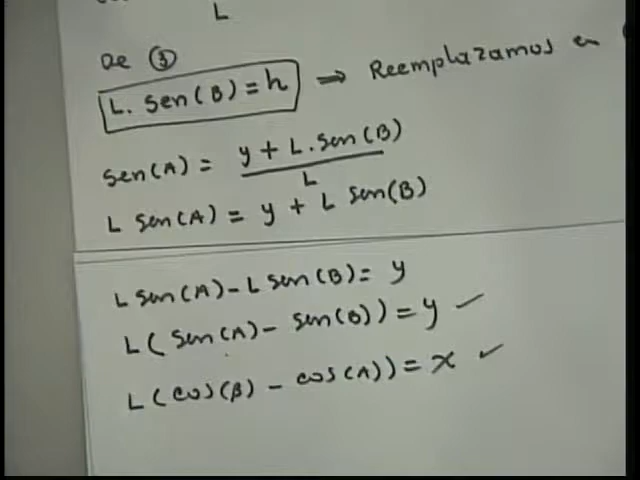 L
De ③
L. Sen(B) = h ⇒ Reemplazamos en
Sen(A) = y + L. Sen(B)
L
L Sen(A) = y + L Sen(B)
L Sen(A) - L Sen(B) = y
L( Sen(A) - Sen(B)) = y ✓
L(cos(β) - cos(A)) = x ✓